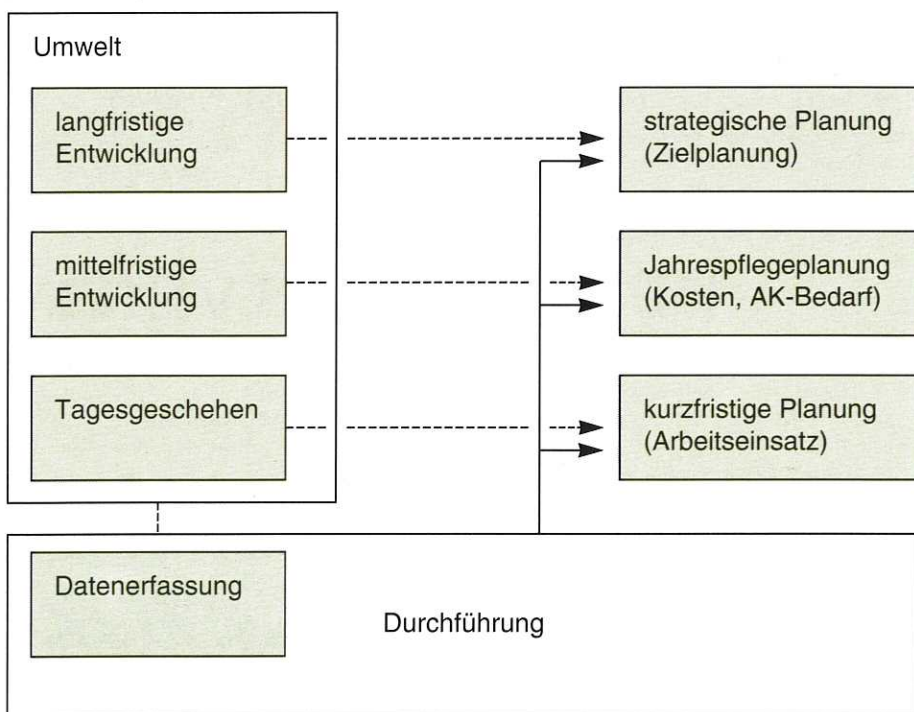 Umwelt
langfristige
Entwicklung
strategische Planung
(Zielplanung)
mittelfristige
Entwicklung
Jahrespflegeplanung
(Kosten, AK-Bedarf)
Tagesgeschehen
kurzfristige Planung
(Arbeitseinsatz)
Datenerfassung
Durchführung